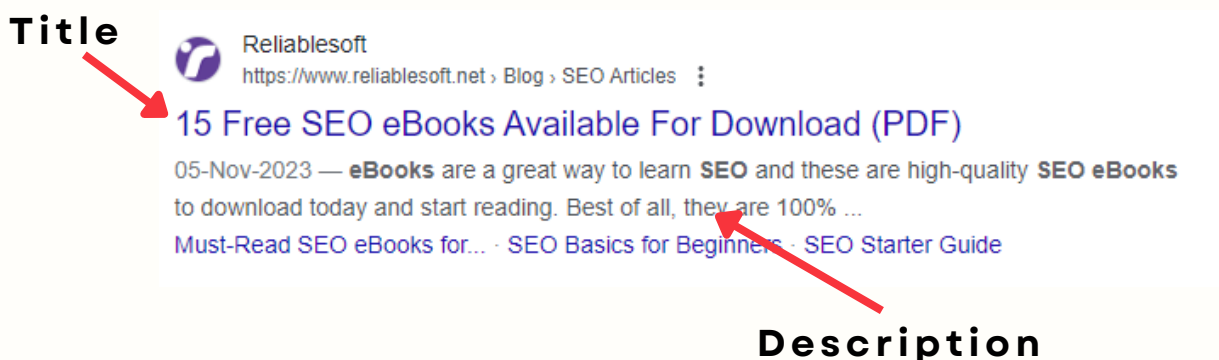 Title
Reliablesoft
https://www.reliablesoft.net › Blog › SEO Articles
15 Free SEO eBooks Available For Download (PDF)
05-Nov-2023 — eBooks are a great way to learn SEO and these are high-quality SEO eBooks
to download today and start reading. Best of all, they are 100% ...
Must-Read SEO eBooks for... · SEO Basics for Beginners · SEO Starter Guide
Description